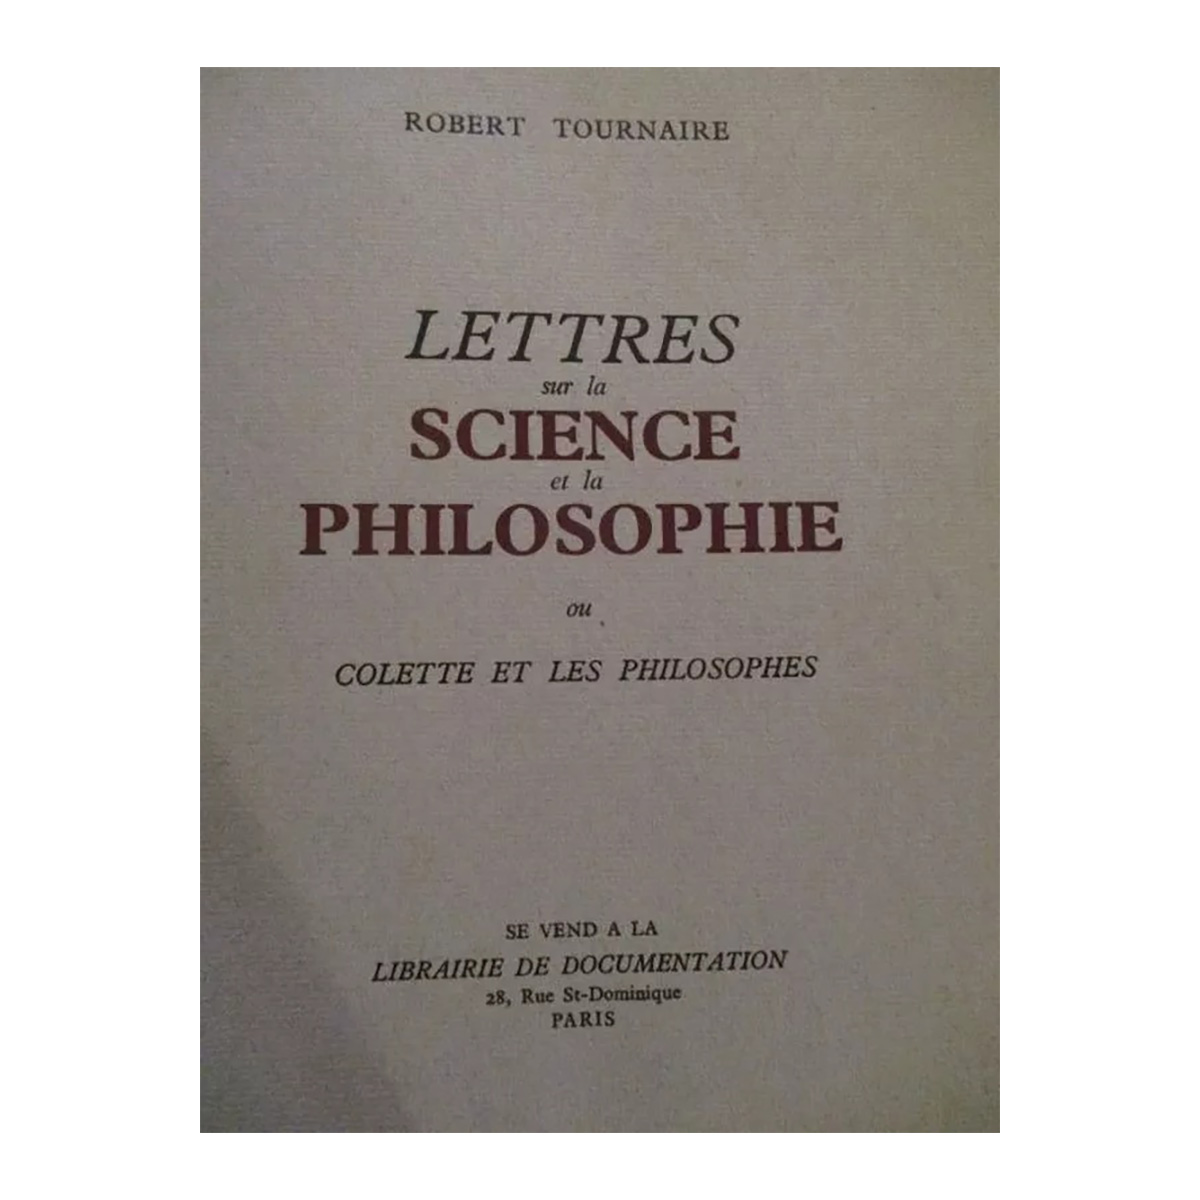 ROBERT TOURNAIRE
LETTRES
sur la
SCIENCE
et la
PHILOSOPHIE
ou
COLETTE ET LES PHILOSOPHES
SE VEND A LA
LIBRAIRIE DE DOCUMENTATION
28, Rue St-Dominique
PARIS